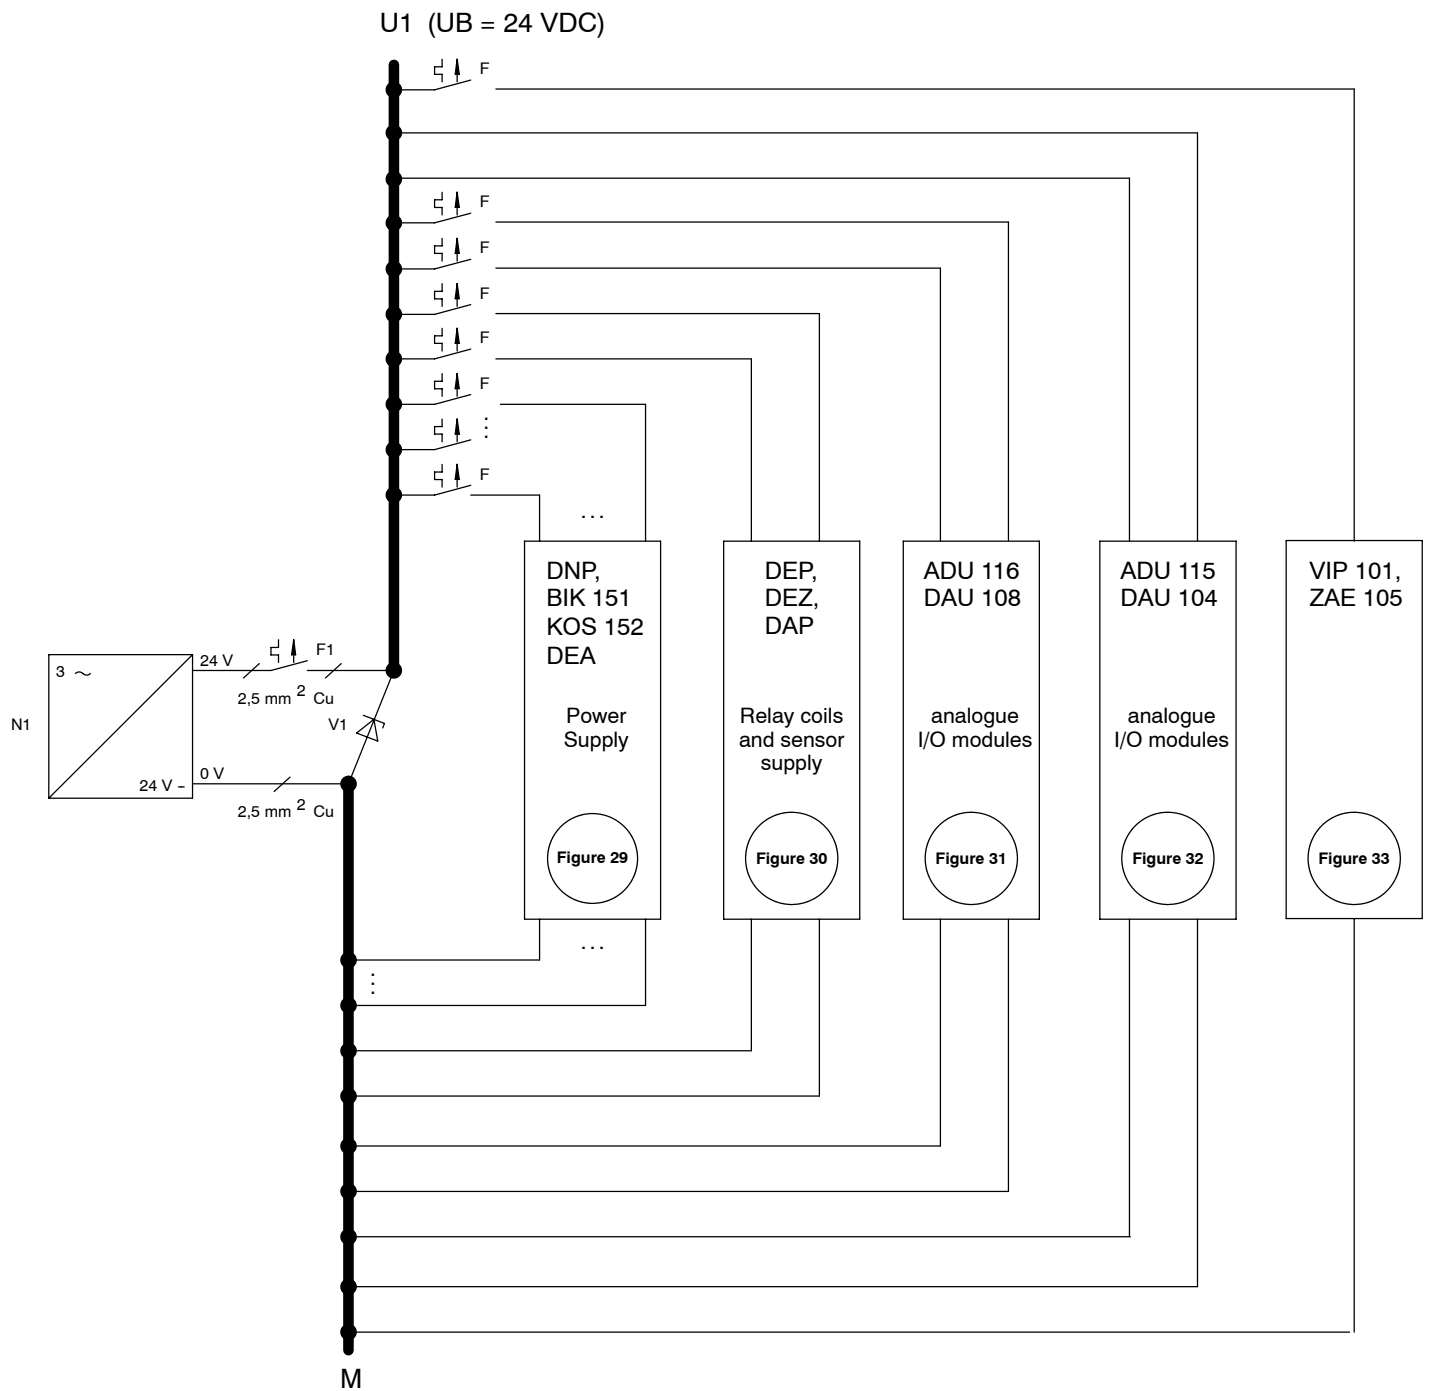 U1 (UB = 24 VDC)
F
F
F
F
F
F
⋮
F
...
DNP,
BIK 151
KOS 152
DEA
Power
Supply
Figure 29
DEP,
DEZ,
DAP
Relay coils
and sensor
supply
Figure 30
ADU 116
DAU 108
analogue
I/O modules
Figure 31
ADU 115
DAU 104
analogue
I/O modules
Figure 32
VIP 101,
ZAE 105
Figure 33
N1
3 ~
24 V -
24 V
F1
2,5 mm 2 Cu
V1
0 V
2,5 mm 2 Cu
...
⋮
M